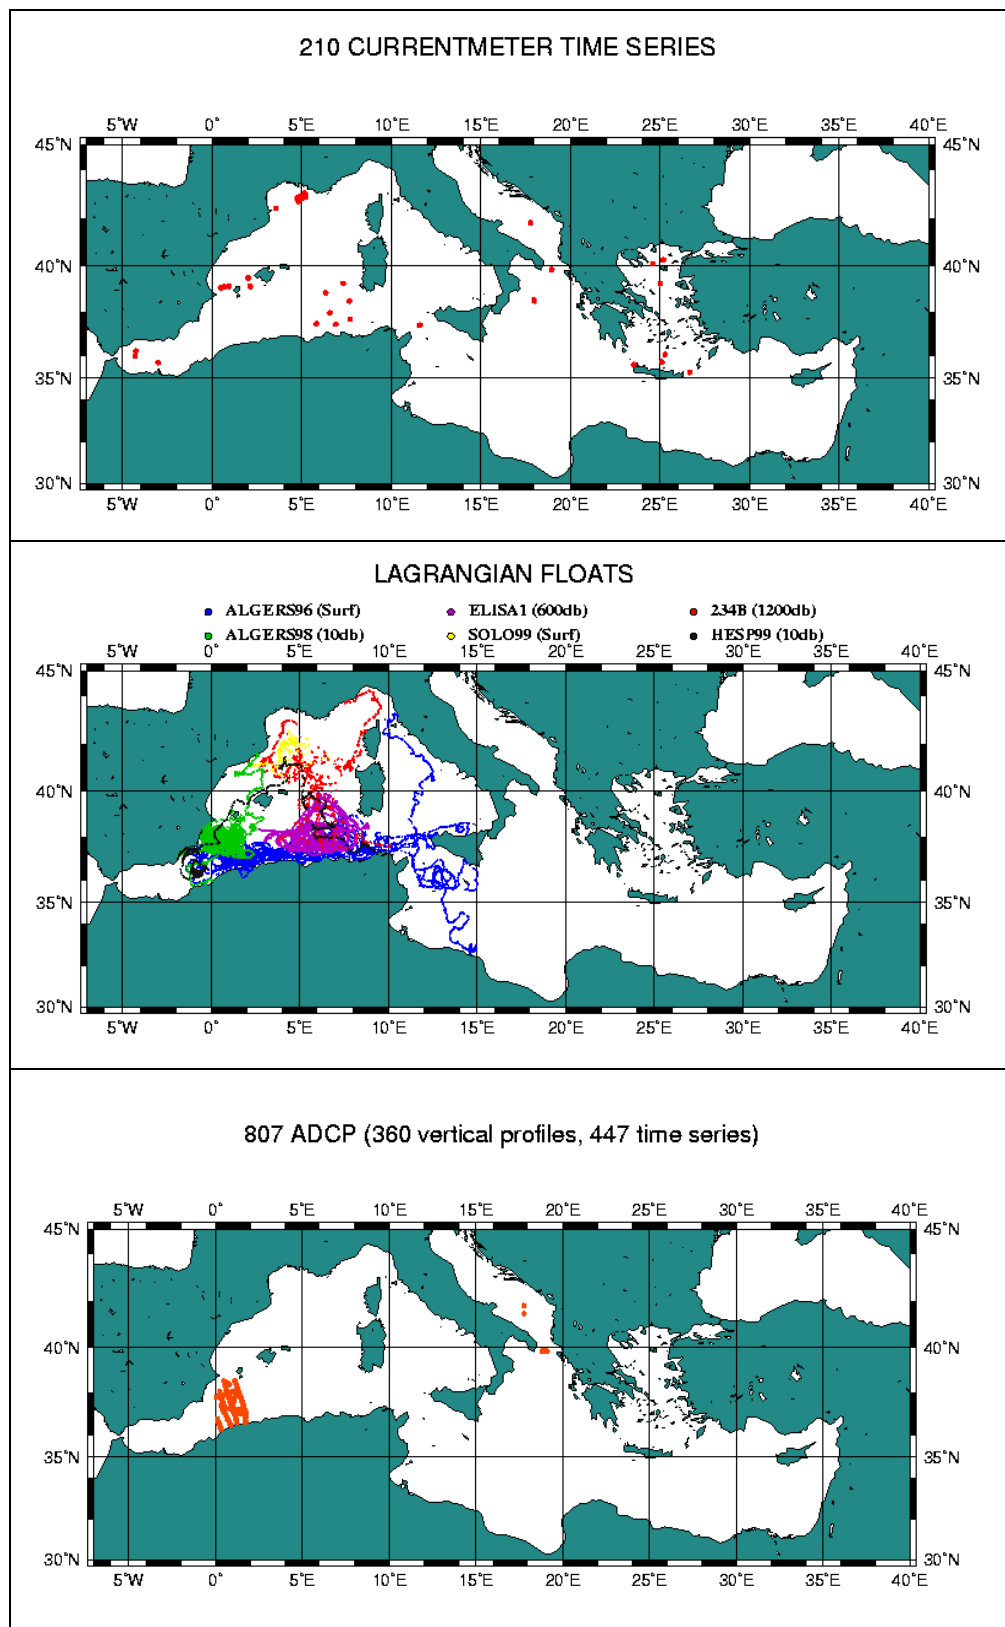 210 CURRENTMETER TIME SERIES
5°W 0° 5°E 10°E 15°E 20°E 25°E 30°E 35°E 40°E
45°N 45°N
40°N 40°N
35°N 35°N
30°N 30°N
5°W 0° 5°E 10°E 15°E 20°E 25°E 30°E 35°E 40°E
LAGRANGIAN FLOATS
ALGERS96 (Surf) ELISA1 (600db) 234B (1200db)
ALGERS98 (10db) SOLO99 (Surf) HESP99 (10db)
5°W 0° 5°E 10°E 15°E 20°E 25°E 30°E 35°E 40°E
45°N 45°N
40°N 40°N
35°N 35°N
30°N 30°N
5°W 0° 5°E 10°E 15°E 20°E 25°E 30°E 35°E 40°E
807 ADCP (360 vertical profiles, 447 time series)
5°W 0° 5°E 10°E 15°E 20°E 25°E 30°E 35°E 40°E
45°N 45°N
40°N 40°N
35°N 35°N
30°N 30°N
5°W 0° 5°E 10°E 15°E 20°E 25°E 30°E 35°E 40°E